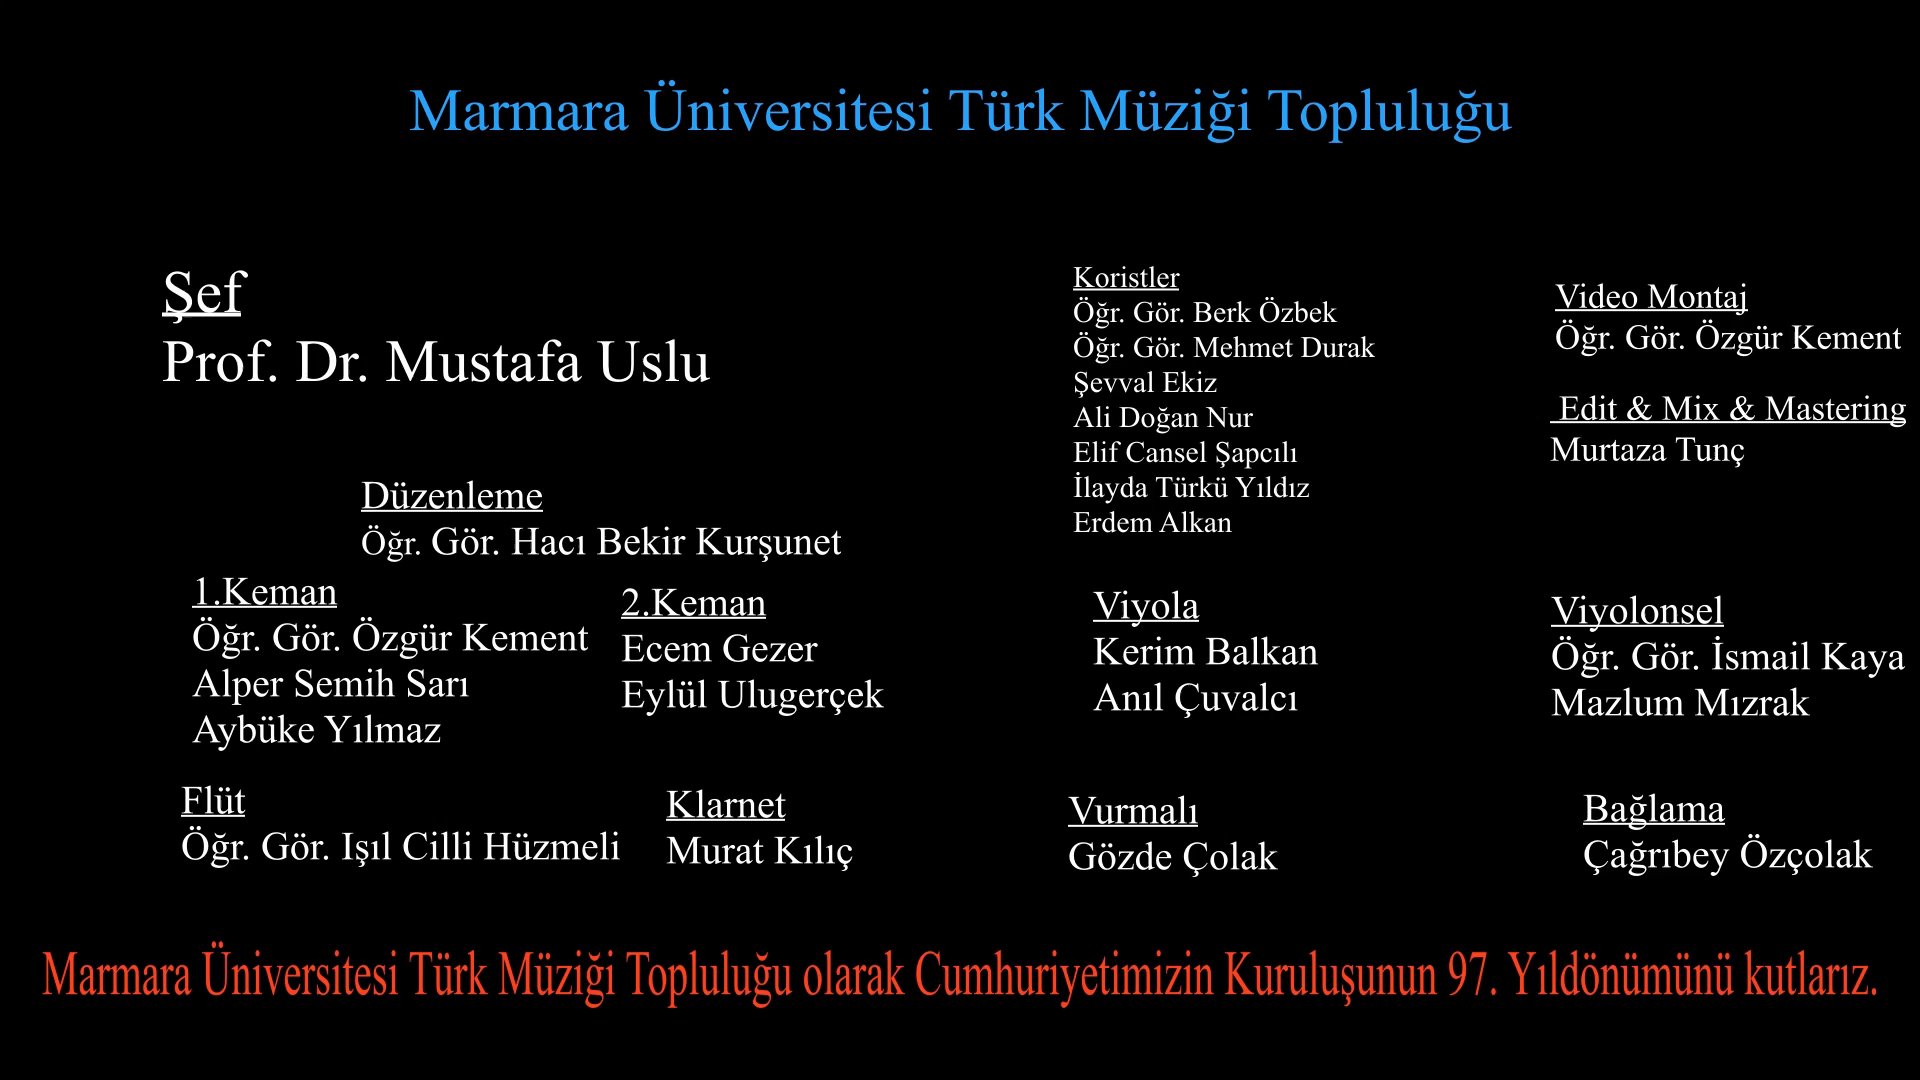 Marmara Üniversitesi Türk Müziği Topluluğu
Şef
Prof. Dr. Mustafa Uslu
Düzenleme
Öğr. Gör. Hacı Bekir Kurşunet
Koristler
Öğr. Gör. Berk Özbek
Öğr. Gör. Mehmet Durak
Şevval Ekiz
Ali Doğan Nur
Elif Cansel Şapcılı
İlayda Türkü Yıldız
Erdem Alkan
Video Montaj
Öğr. Gör. Özgür Kement
Edit & Mix & Mastering
Murtaza Tunç
1.Keman
Öğr. Gör. Özgür Kement
Alper Semih Sarı
Aybüke Yılmaz
2.Keman
Ecem Gezer
Eylül Ulugerçek
Viyola
Kerim Balkan
Anıl Çuvalcı
Viyolonsel
Öğr. Gör. İsmail Kaya
Mazlum Mızrak
Flüt
Öğr. Gör. Işıl Cilli Hüzmeli
Klarnet
Murat Kılıç
Vurmalı
Gözde Çolak
Bağlama
Çağrıbey Özçolak
Marmara Üniversitesi Türk Müziği Topluluğu olarak Cumhuriyetimizin Kuruluşunun 97. Yıldönümünü kutlarız.